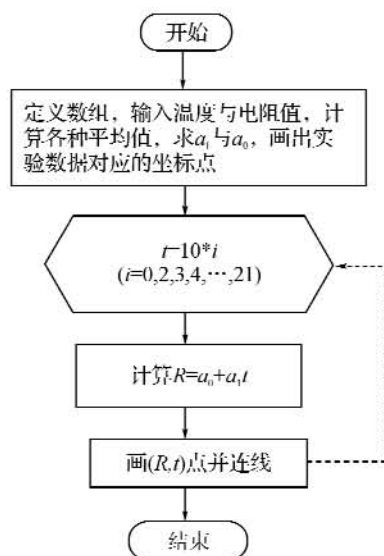 开始
定义数组，输入温度与电阻值，计
算各种平均值，求a₁与a₀，画出实
验数据对应的坐标点
t=10*i
(i=0,2,3,4,…,21)
计算R=a₀+a₁t
画(R,t)点并连线
结束